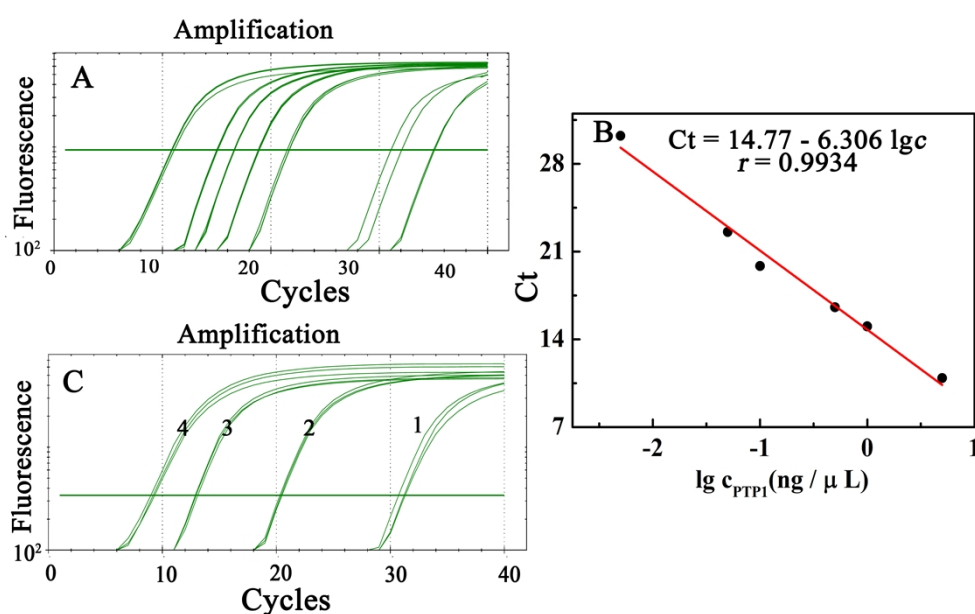 Amplification
A
Fluorescence
10²
0 10 20 30 40
Cycles
B
Ct = 14.77 - 6.306 lgc
r = 0.9934
Ct
28
21
14
7
-2 -1 0 1
lg c_PTP1 (ng / μ L)
Amplification
C
4 3 2 1
Fluorescence
10²
0 10 20 30 40
Cycles